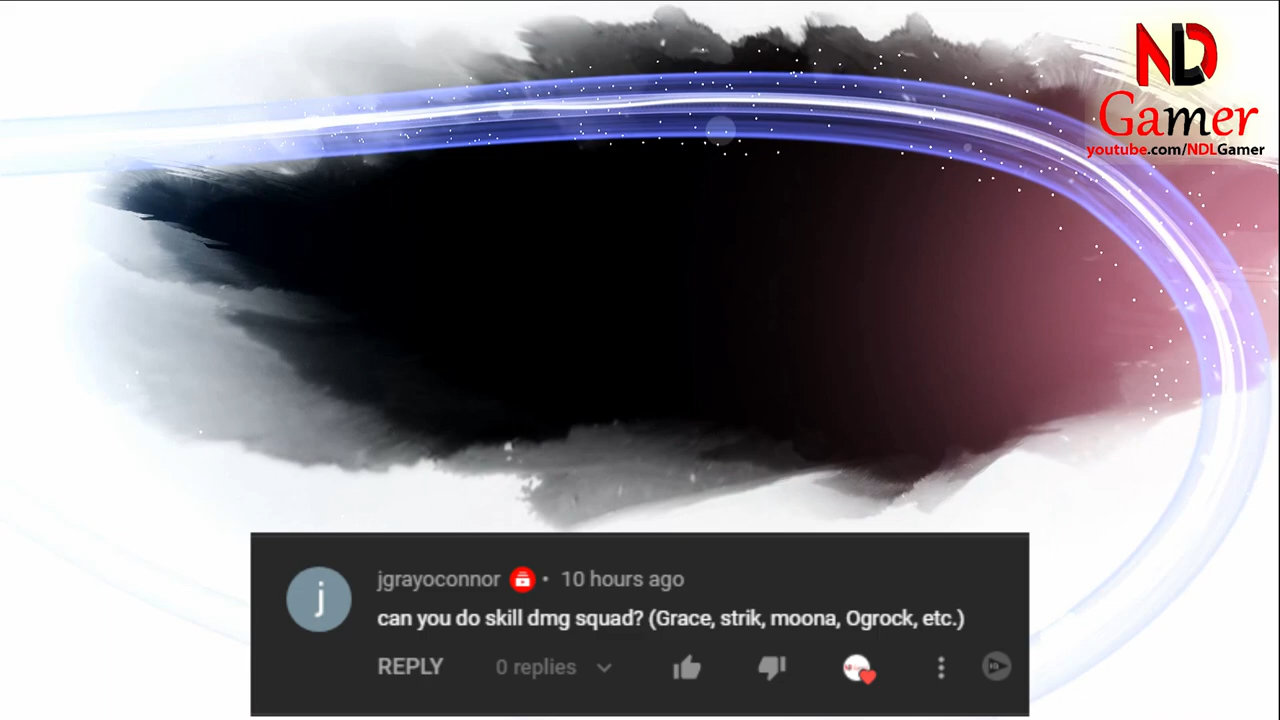 NLD
Gamer
youtube.com/NDLGamer
j
jgrayoconnor • 10 hours ago
can you do skill dmg squad? (Grace, strik, moona, Ogrock, etc.)
REPLY 0 replies